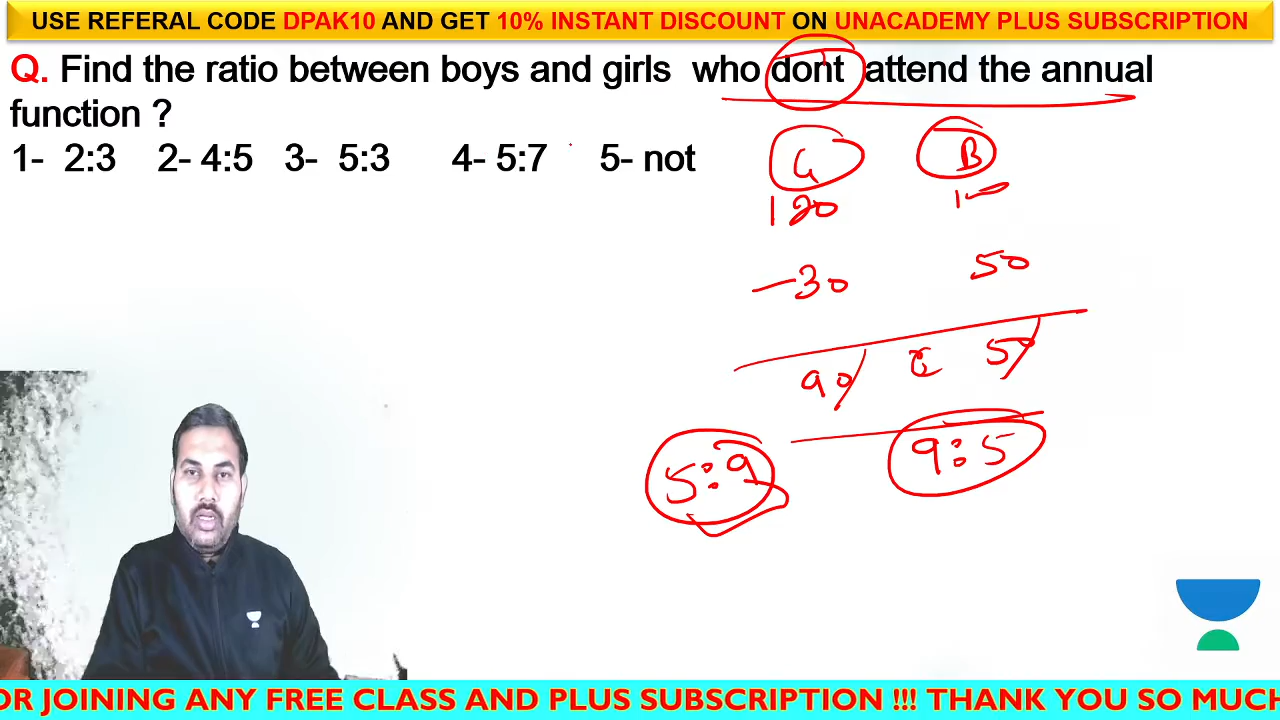 USE REFERAL CODE DPAK10 AND GET 10% INSTANT DISCOUNT ON UNACADEMY PLUS SUBSCRIPTION
Q. Find the ratio between boys and girls who dont attend the annual
function ?
1- 2:3 2- 4:5 3- 5:3 4- 5:7 5- not
G B
120 100
-30 50
90 : 50
9:5
5:9
OR JOINING ANY FREE CLASS AND PLUS SUBSCRIPTION !!! THANK YOU SO MUCH